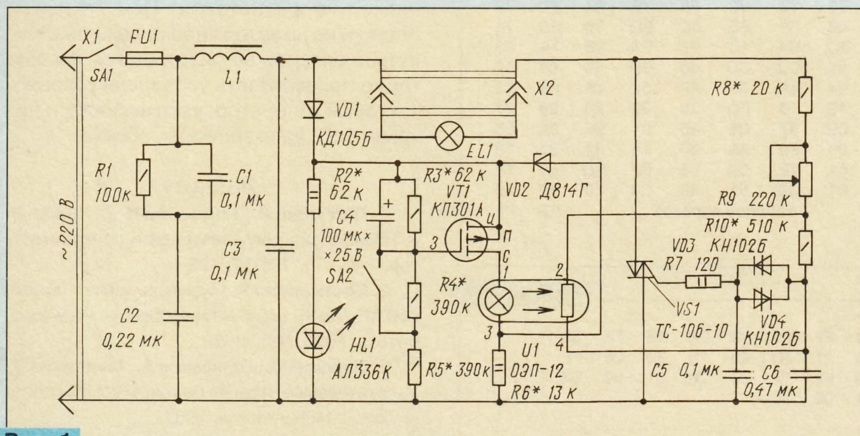 X1
FU1
SA1
L1
X2
R8* 20 к
VD1
КД105Б
EL1
R1
100к
C1
0,1 мк
R2*
62 к
C4
100 мк×
×25 В
SA2
R3* 62 к
VT1
КП301А
И
П
С
З
VD2 Д814Г
R9 220 к
R10* 510 к
VD3 КН102Б
R7 120
~220 В
C3
0,1 мк
R4*
390к
1
2
3
4
VS1
ТС-106-10
VD4
КН102Б
C2
0,22 мк
HL1
АЛ336К
R5* 390к
U1
ОЭП-12
R6* 13 к
C5 0,1 мк
C6
0,47 мк